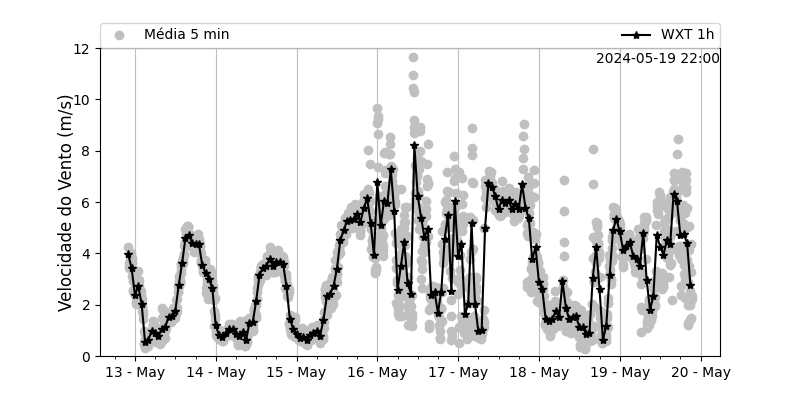 Média 5 min
WXT 1h
2024-05-19 22:00
Velocidade do Vento (m/s)
12
10
8
6
4
2
0
13 - May
14 - May
15 - May
16 - May
17 - May
18 - May
19 - May
20 - May